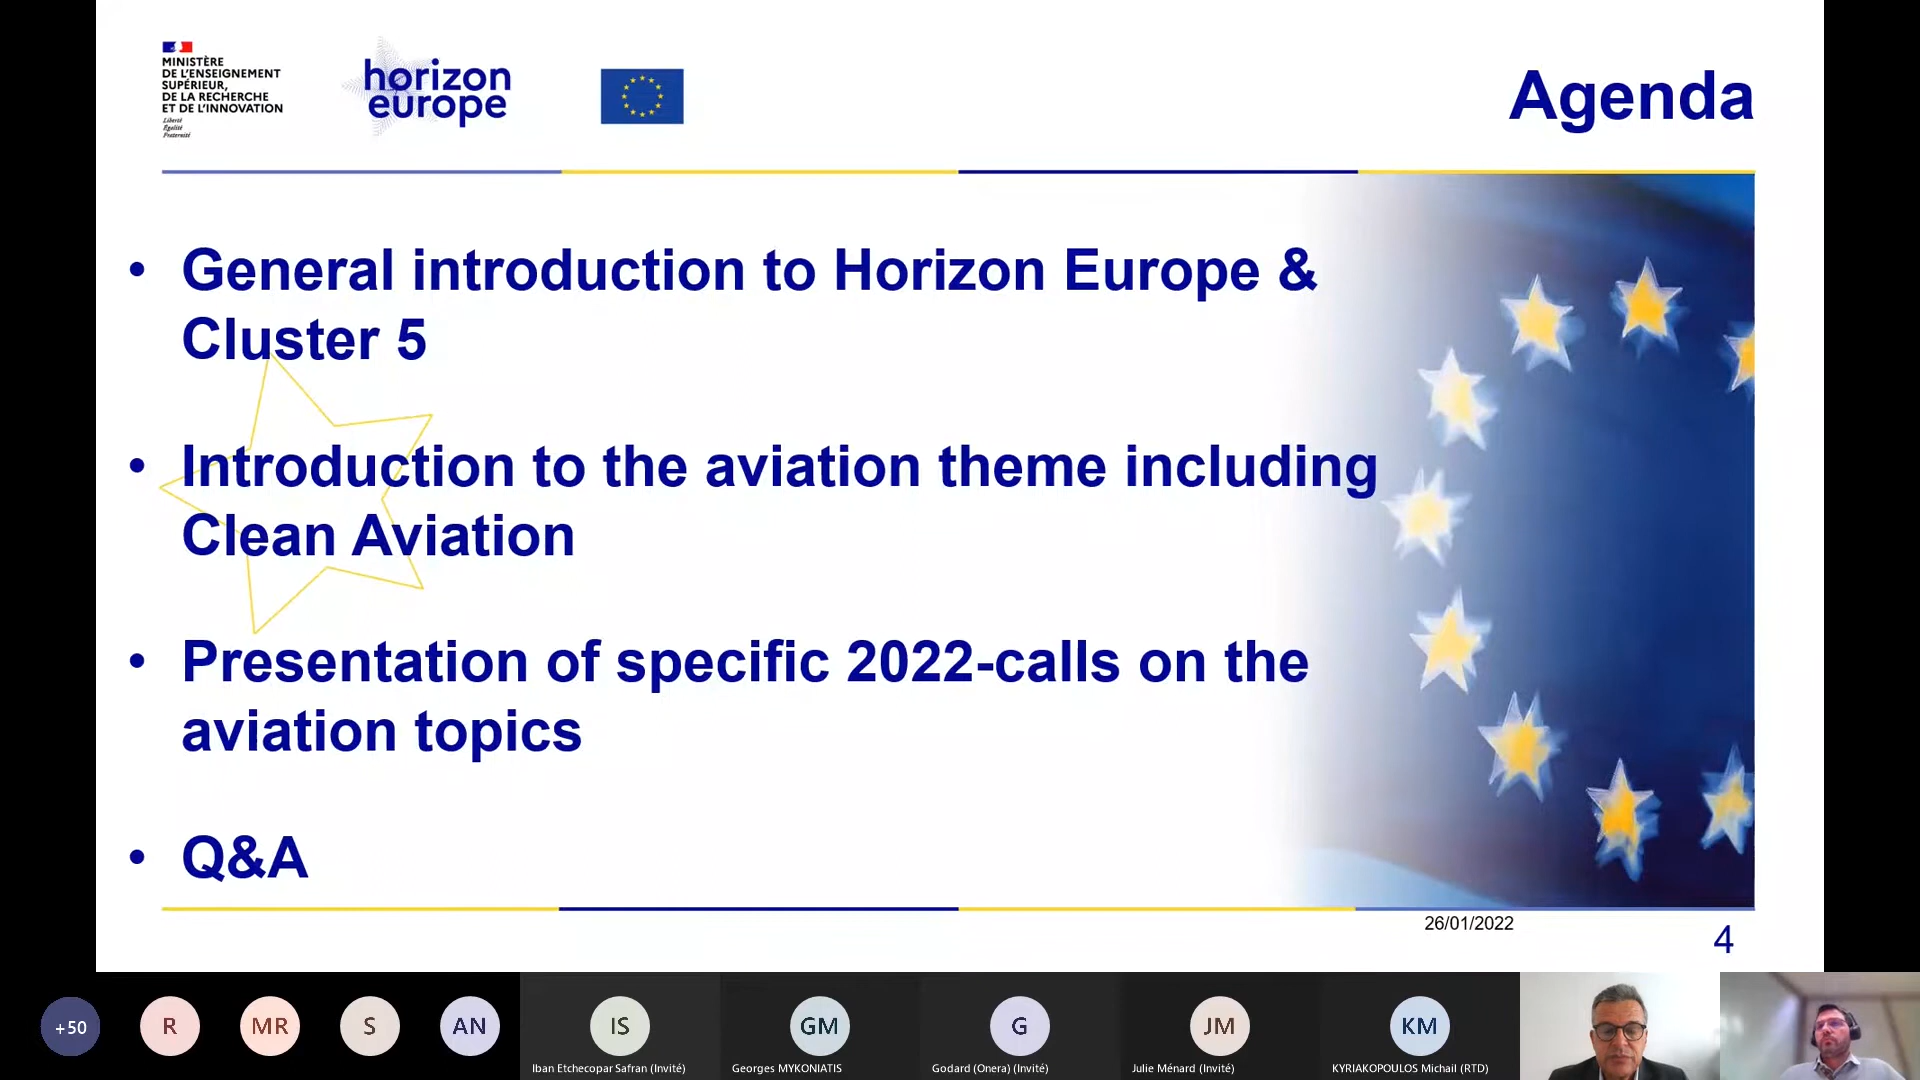 MINISTÈRE
DE L'ENSEIGNEMENT
SUPÉRIEUR,
DE LA RECHERCHE
ET DE L'INNOVATION
Liberté
Égalité
Fraternité
horizon
europe
Agenda
• General introduction to Horizon Europe &
Cluster 5
• Introduction to the aviation theme including
Clean Aviation
• Presentation of specific 2022-calls on the
aviation topics
• Q&A
26/01/2022
4
+50
R
MR
S
AN
IS
GM
G
JM
KM
Iban Etchecopar Safran (Invité)
Georges MYKONIATIS
Godard (Onera) (Invité)
Julie Ménard (Invité)
KYRIAKOPOULOS Michail (RTD)